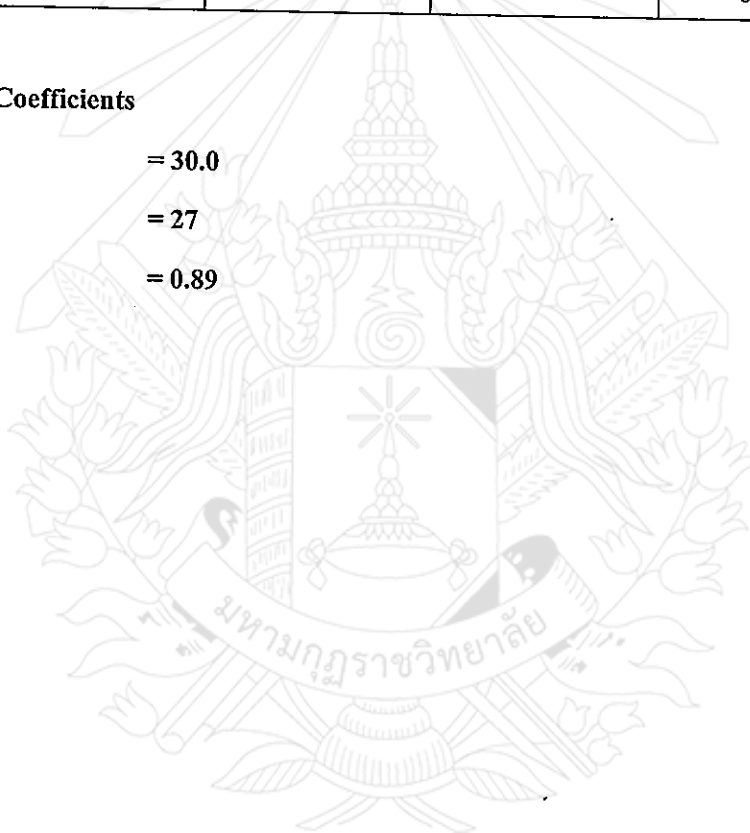 Coefficients
= 30.0
= 27
= 0.89
มหามกุฏราชวิทยาลัย